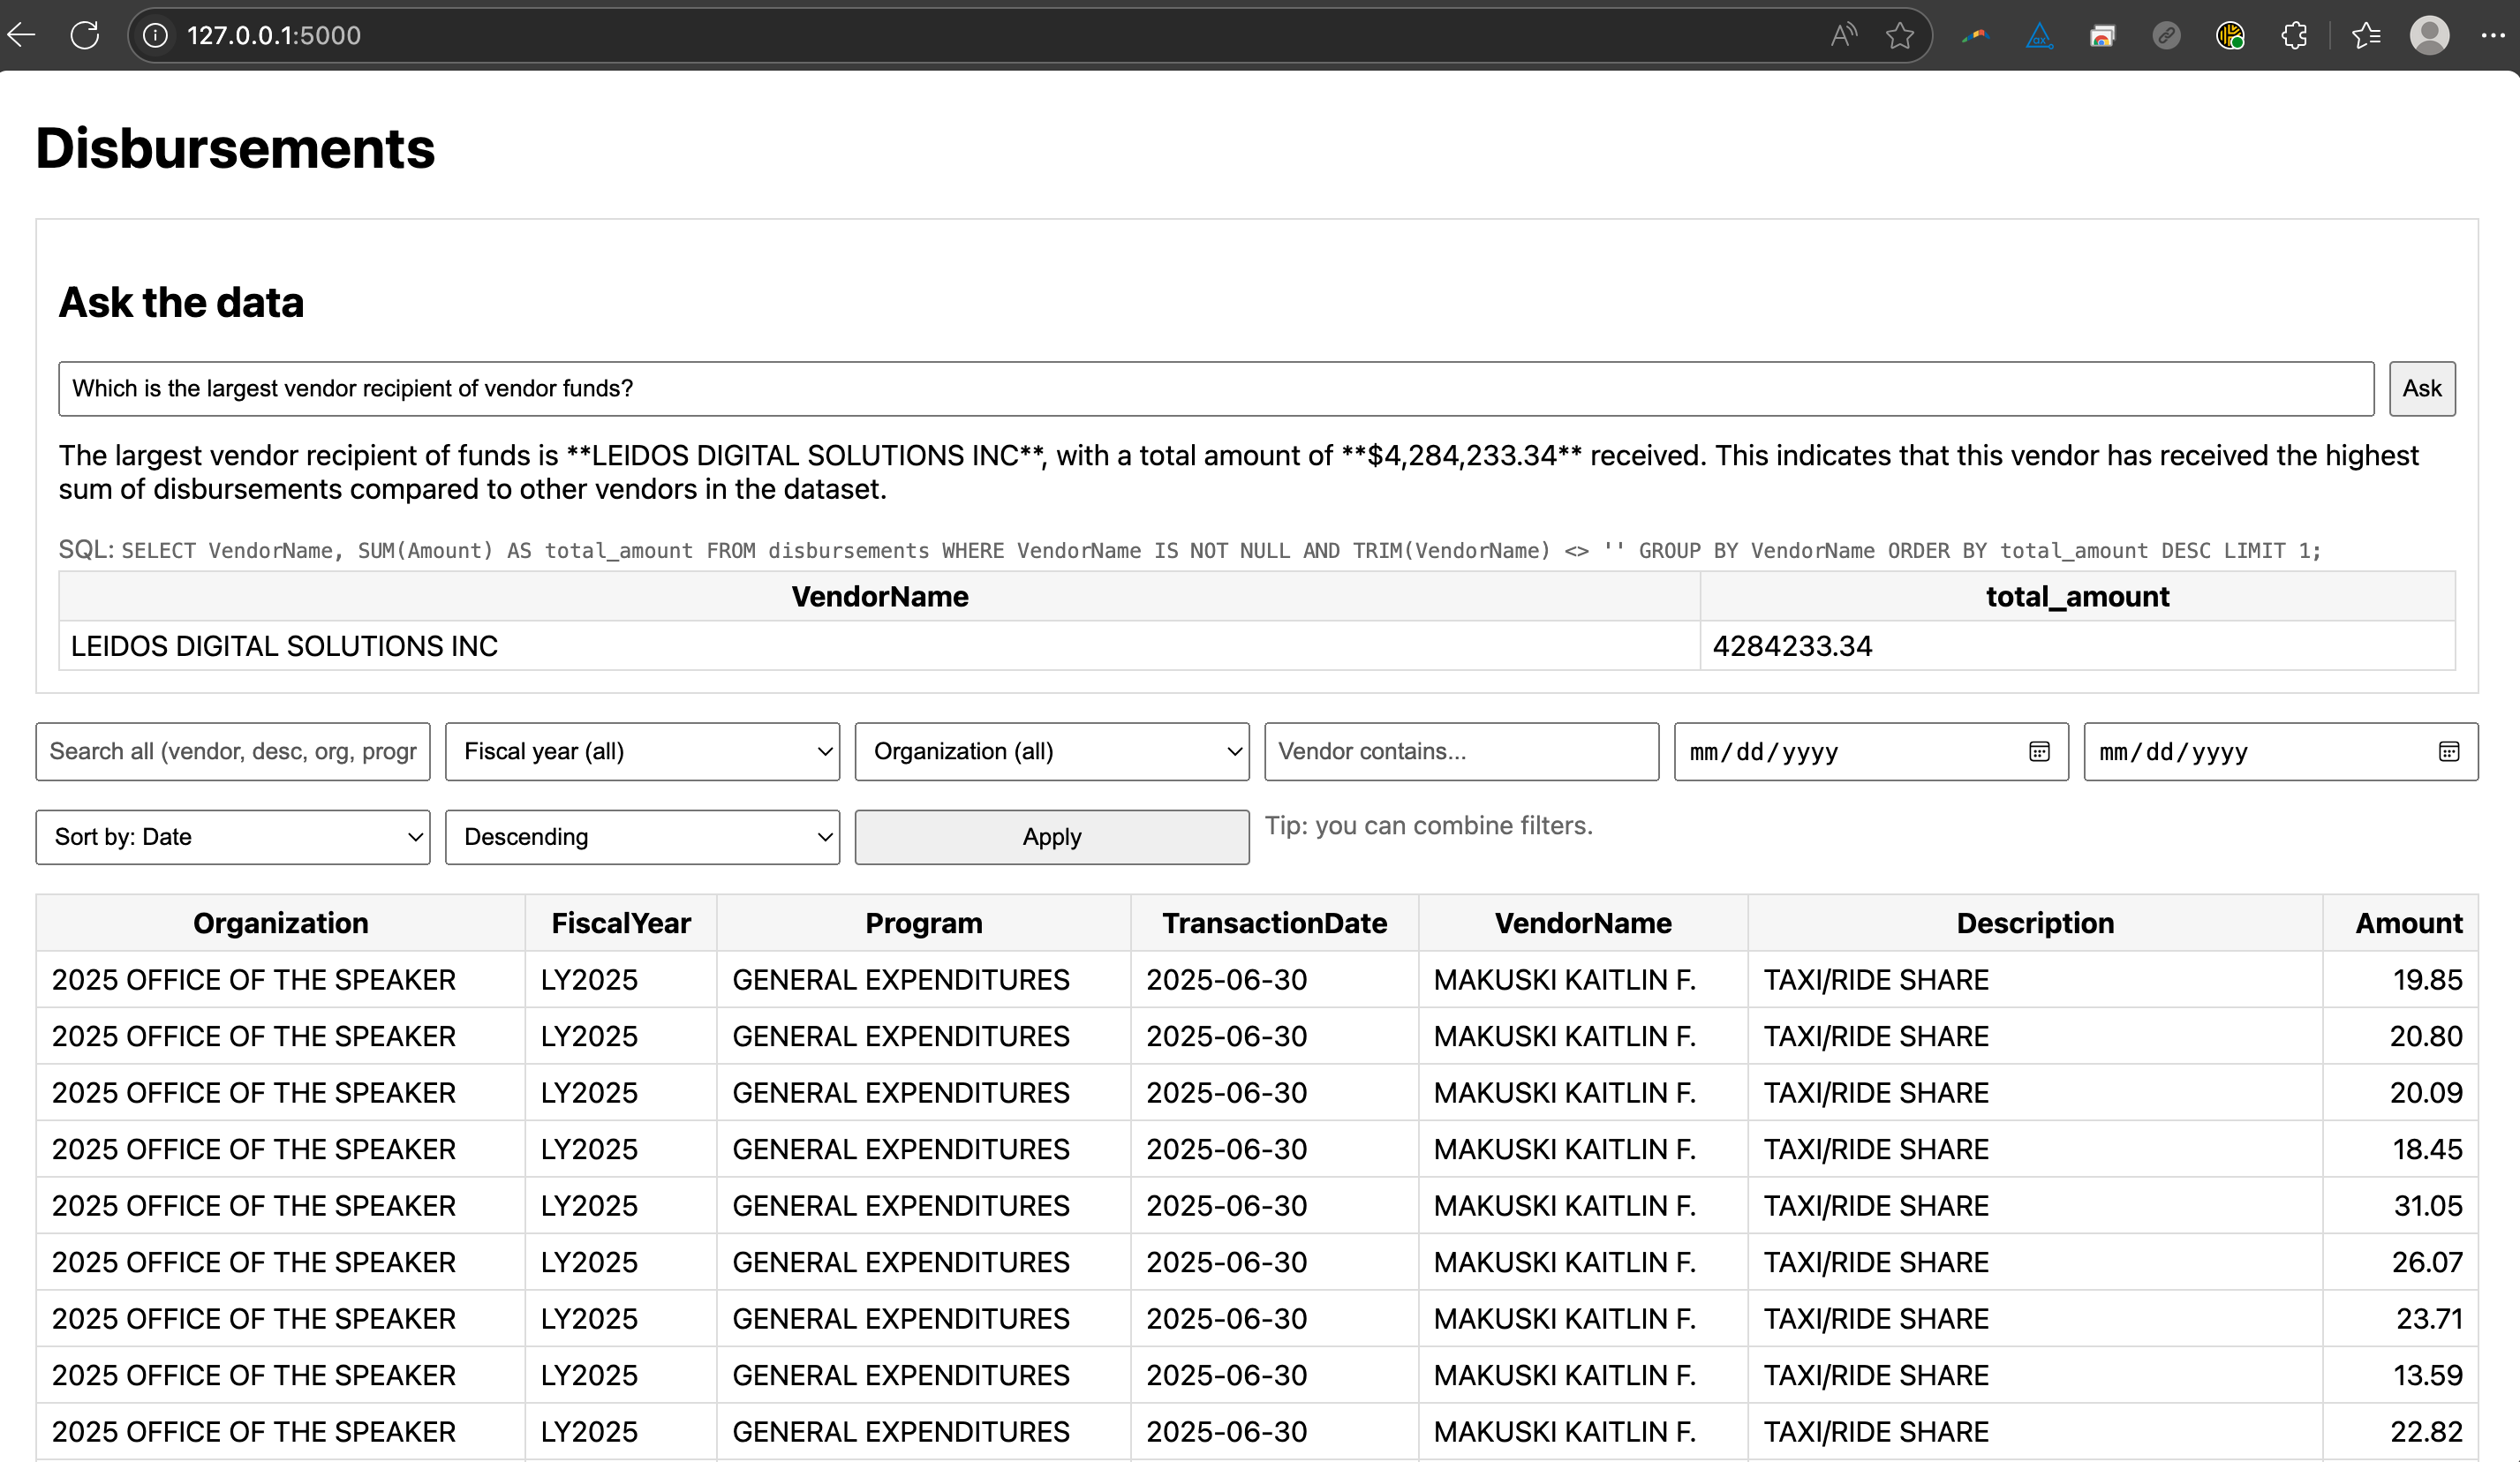 127.0.0.1:5000
Disbursements
Ask the data
Which is the largest vendor recipient of vendor funds?
Ask
The largest vendor recipient of funds is **LEIDOS DIGITAL SOLUTIONS INC**, with a total amount of **$4,284,233.34** received. This indicates that this vendor has received the highest
sum of disbursements compared to other vendors in the dataset.
SQL: SELECT VendorName, SUM(Amount) AS total_amount FROM disbursements WHERE VendorName IS NOT NULL AND TRIM(VendorName) <> '' GROUP BY VendorName ORDER BY total_amount DESC LIMIT 1;
VendorName total_amount
LEIDOS DIGITAL SOLUTIONS INC 4284233.34
Search all (vendor, desc, org, progr Fiscal year (all) Organization (all) Vendor contains... mm/dd/yyyy mm/dd/yyyy
Sort by: Date Descending Apply Tip: you can combine filters.
Organization FiscalYear Program TransactionDate VendorName Description Amount
2025 OFFICE OF THE SPEAKER LY2025 GENERAL EXPENDITURES 2025-06-30 MAKUSKI KAITLIN F. TAXI/RIDE SHARE 19.85
2025 OFFICE OF THE SPEAKER LY2025 GENERAL EXPENDITURES 2025-06-30 MAKUSKI KAITLIN F. TAXI/RIDE SHARE 20.80
2025 OFFICE OF THE SPEAKER LY2025 GENERAL EXPENDITURES 2025-06-30 MAKUSKI KAITLIN F. TAXI/RIDE SHARE 20.09
2025 OFFICE OF THE SPEAKER LY2025 GENERAL EXPENDITURES 2025-06-30 MAKUSKI KAITLIN F. TAXI/RIDE SHARE 18.45
2025 OFFICE OF THE SPEAKER LY2025 GENERAL EXPENDITURES 2025-06-30 MAKUSKI KAITLIN F. TAXI/RIDE SHARE 31.05
2025 OFFICE OF THE SPEAKER LY2025 GENERAL EXPENDITURES 2025-06-30 MAKUSKI KAITLIN F. TAXI/RIDE SHARE 26.07
2025 OFFICE OF THE SPEAKER LY2025 GENERAL EXPENDITURES 2025-06-30 MAKUSKI KAITLIN F. TAXI/RIDE SHARE 23.71
2025 OFFICE OF THE SPEAKER LY2025 GENERAL EXPENDITURES 2025-06-30 MAKUSKI KAITLIN F. TAXI/RIDE SHARE 13.59
2025 OFFICE OF THE SPEAKER LY2025 GENERAL EXPENDITURES 2025-06-30 MAKUSKI KAITLIN F. TAXI/RIDE SHARE 22.82